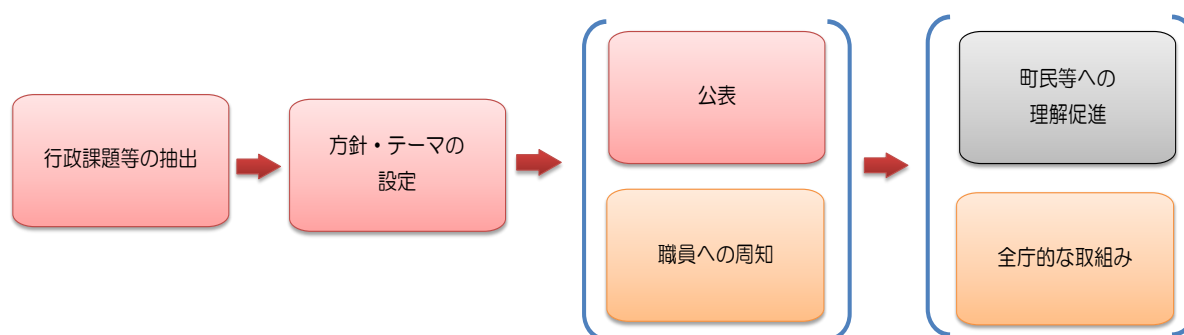 行政課題等の抽出
方針・テーマの
設定
公表
職員への周知
町民等への
理解促進
全庁的な取組み